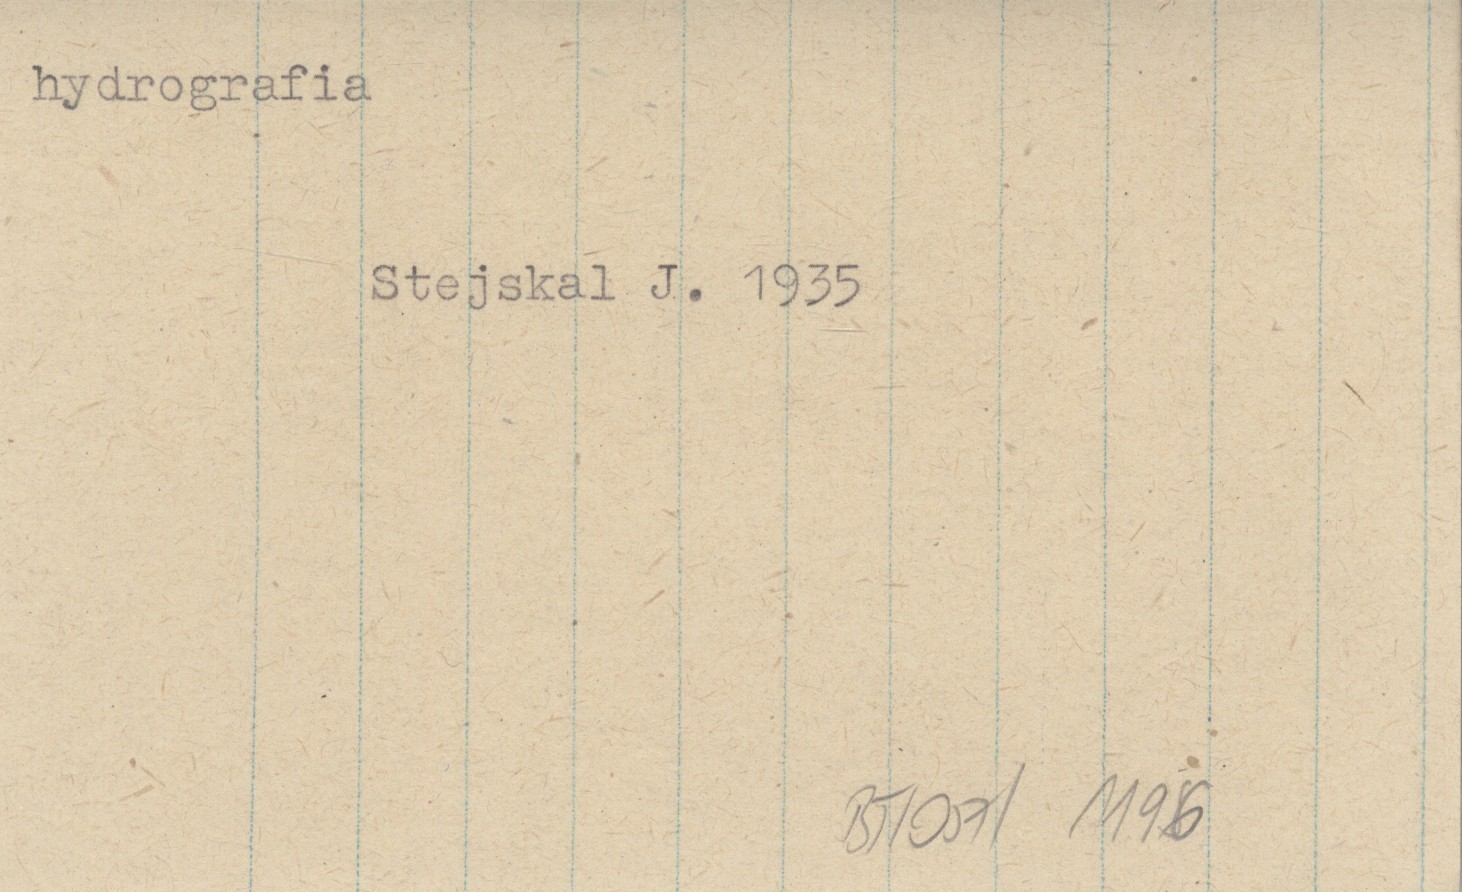 hydrografia
Stejskal J. 1935